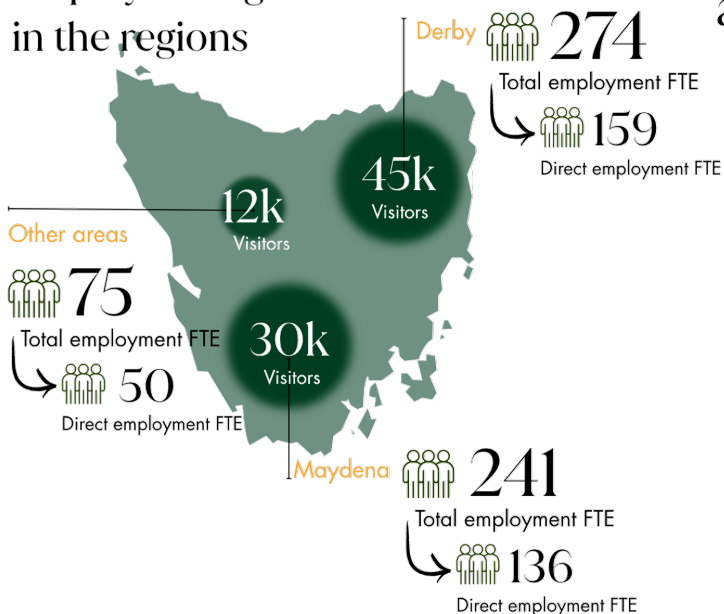 in the regions
Derby
274
Total employment FTE
159
Direct employment FTE
45k
Visitors
12k
Visitors
Other areas
75
Total employment FTE
50
Direct employment FTE
30k
Visitors
Maydena
241
Total employment FTE
136
Direct employment FTE